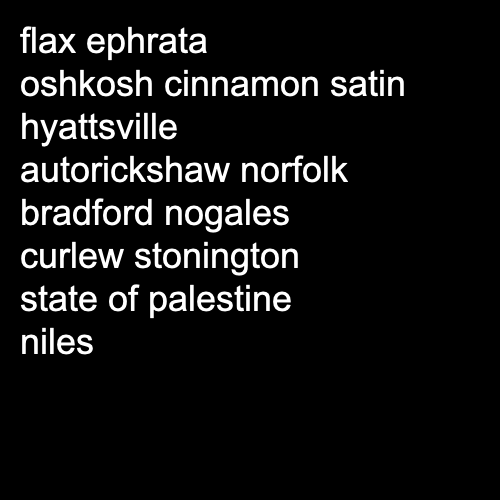 flax ephrata
oshkosh cinnamon satin
hyattsville
autorickshaw norfolk
bradford nogales
curlew stonington
state of palestine
niles